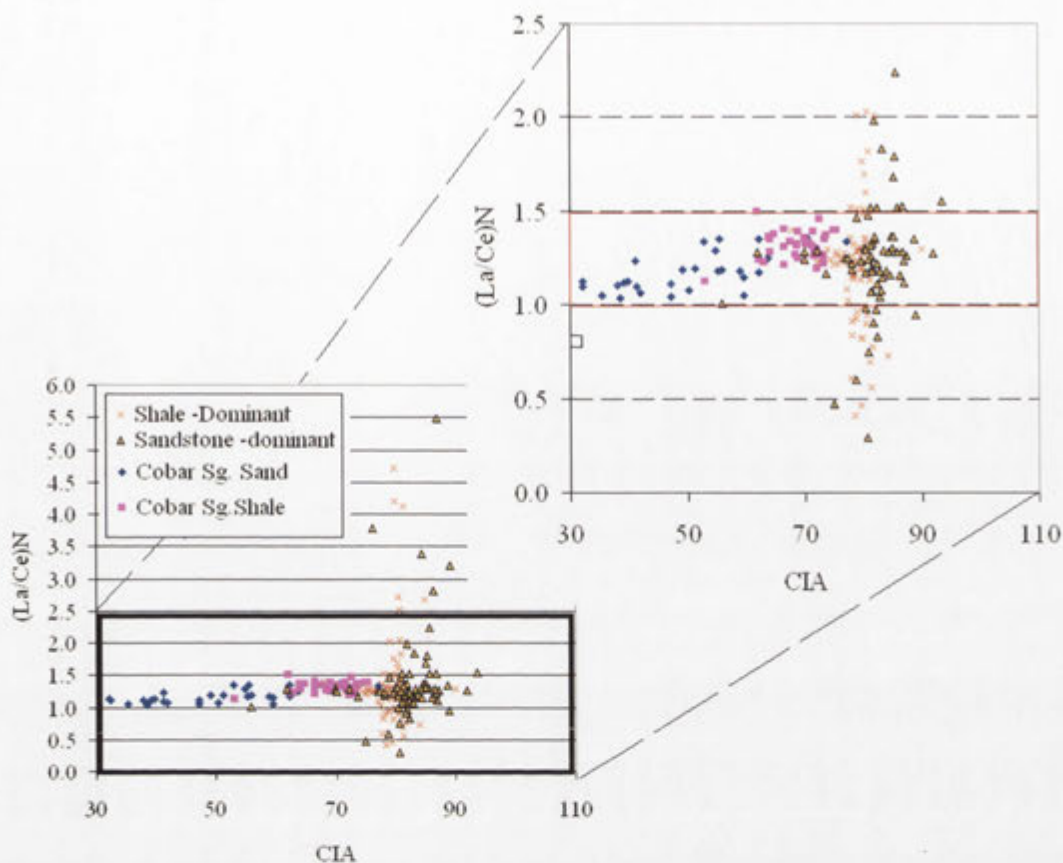 2.5
2.0
1.5
1.0
0.5
0.0
(La/Ce)N
30 50 70 90 110
CIA
6.0
5.5
5.0
4.5
4.0
3.5
3.0
2.5
2.0
1.5
1.0
0.5
0.0
(La/Ce)N
Shale -Dominant
Sandstone -dominant
Cobar Sg. Sand
Cobar Sg.Shale
30 50 70 90 110
CIA